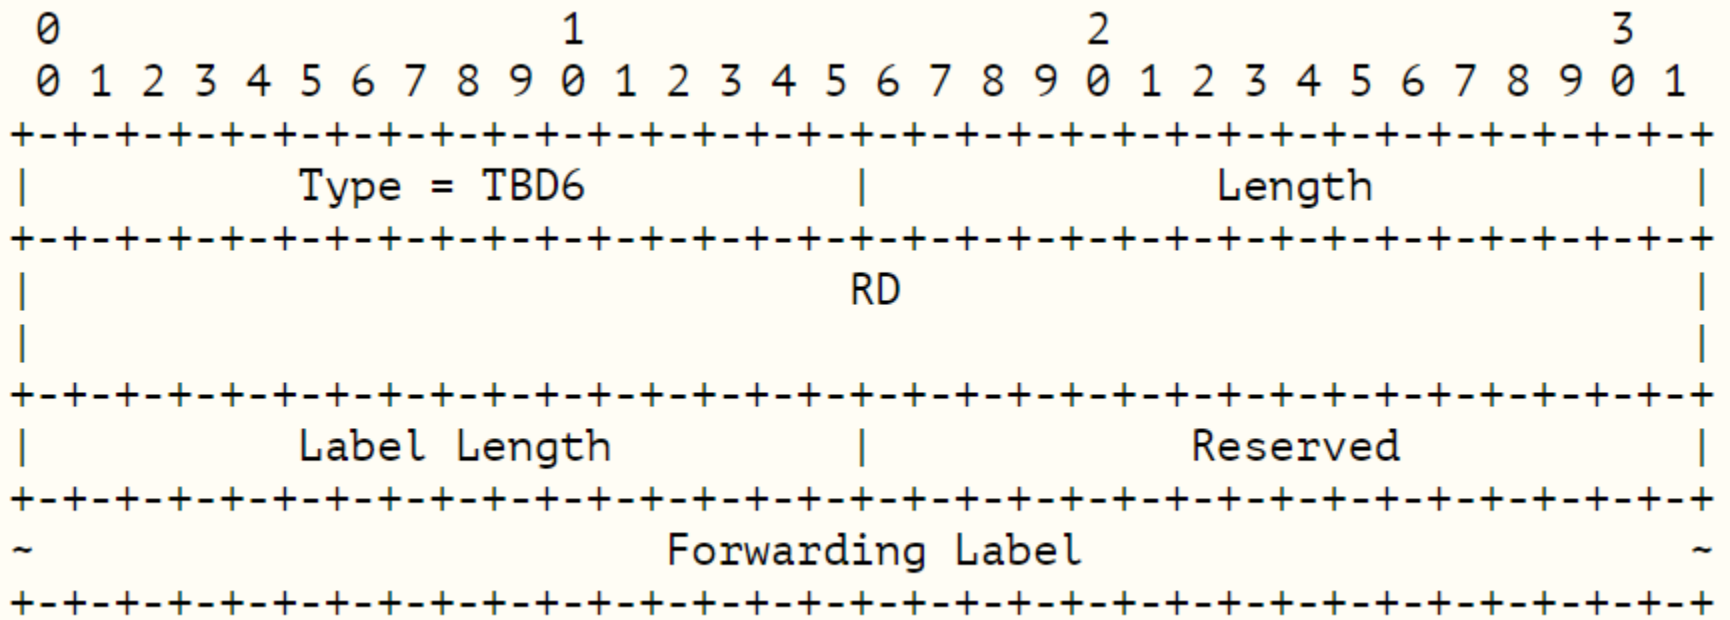 0                   1                   2                   3
 0 1 2 3 4 5 6 7 8 9 0 1 2 3 4 5 6 7 8 9 0 1 2 3 4 5 6 7 8 9 0 1
+-+-+-+-+-+-+-+-+-+-+-+-+-+-+-+-+-+-+-+-+-+-+-+-+-+-+-+-+-+-+-+-+
|          Type = TBD6          |             Length            |
+-+-+-+-+-+-+-+-+-+-+-+-+-+-+-+-+-+-+-+-+-+-+-+-+-+-+-+-+-+-+-+-+
|                               RD                              |
|                                                               |
+-+-+-+-+-+-+-+-+-+-+-+-+-+-+-+-+-+-+-+-+-+-+-+-+-+-+-+-+-+-+-+-+
|          Label Length         |            Reserved           |
+-+-+-+-+-+-+-+-+-+-+-+-+-+-+-+-+-+-+-+-+-+-+-+-+-+-+-+-+-+-+-+-+
~                        Forwarding Label                       ~
+-+-+-+-+-+-+-+-+-+-+-+-+-+-+-+-+-+-+-+-+-+-+-+-+-+-+-+-+-+-+-+-+